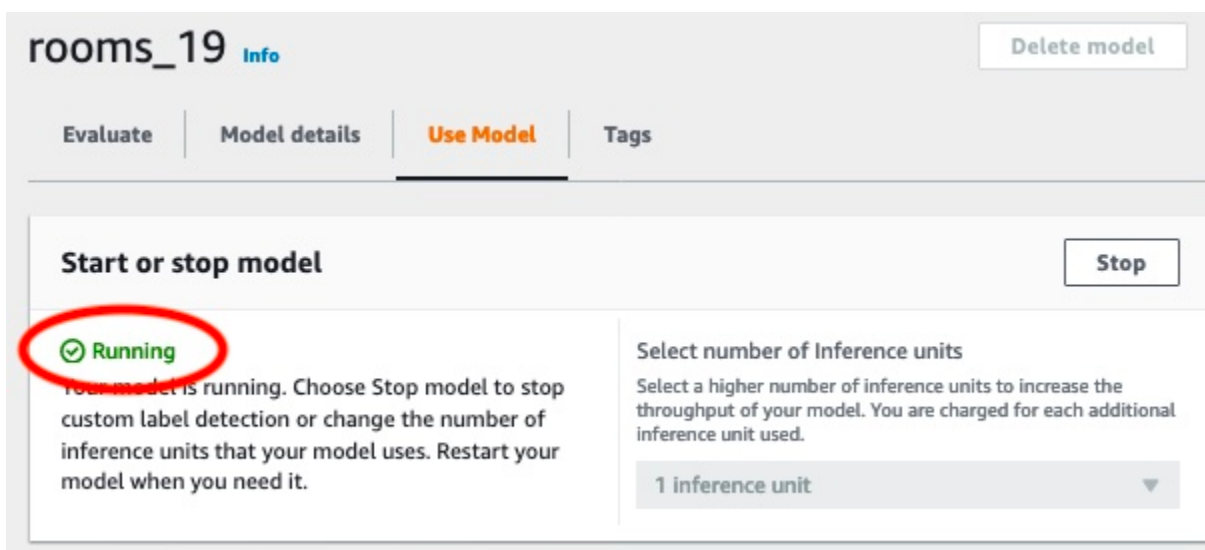 rooms_19 Info
Delete model
Evaluate
Model details
Use Model
Tags
Start or stop model
Stop
Running
Your model is running. Choose Stop model to stop
custom label detection or change the number of
inference units that your model uses. Restart your
model when you need it.
Select number of Inference units
Select a higher number of inference units to increase the
throughput of your model. You are charged for each additional
inference unit used.
1 inference unit